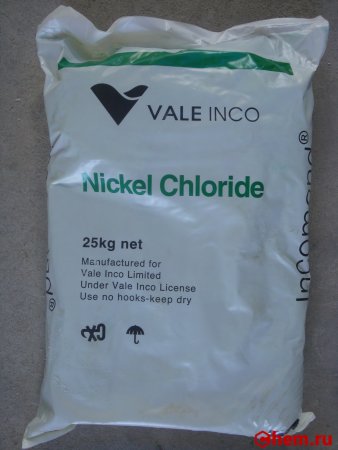 VALE INCO
Nickel Chloride
25kg net
Manufactured for
Vale Inco Limited
Under Vale Inco License
Use no hooks-keep dry
Incomond®
chem.ru